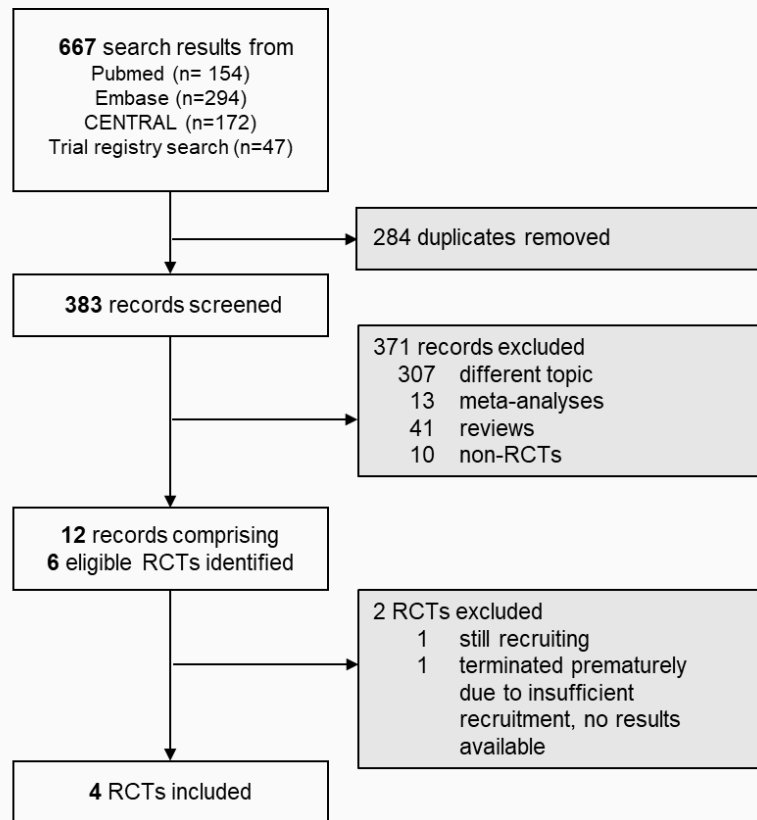 667 search results from
Pubmed (n= 154)
Embase (n=294)
CENTRAL (n=172)
Trial registry search (n=47)
284 duplicates removed
383 records screened
371 records excluded
307 different topic
13 meta-analyses
41 reviews
10 non-RCTs
12 records comprising
6 eligible RCTs identified
2 RCTs excluded
1 still recruiting
1 terminated prematurely
due to insufficient
recruitment, no results
available
4 RCTs included